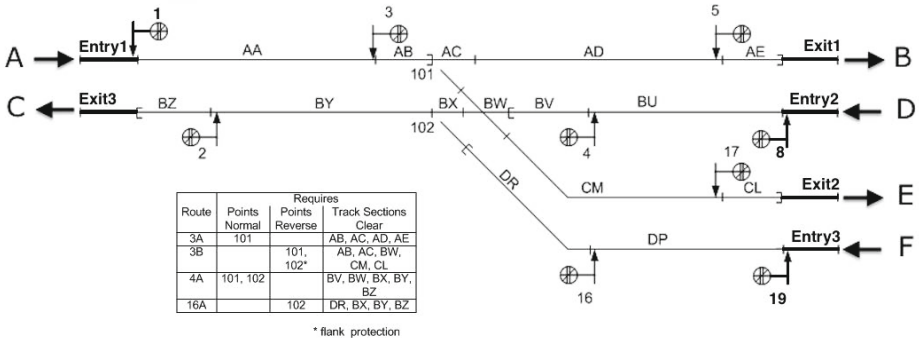 1 3 5
A Entry1 AA AB AC AD AE Exit1 B
101
C Exit3 BZ BY BX BW BV BU Entry2 D
102
2 4 8
17
DR CM CL Exit2 E
DP Entry3 F
16 19
Requires
Route Points Normal Points Reverse Track Sections Clear
3A 101 AB, AC, AD, AE
3B 101, 102* AB, AC, BW, CM, CL
4A 101, 102 BV, BW, BX, BY, BZ
16A 102 DR, BX, BY, BZ
* flank protection